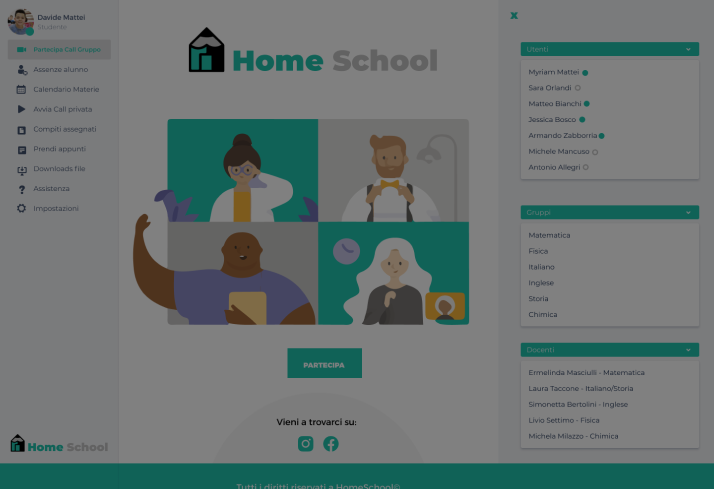 Davide Mattei
Studente
Partecipa Call Gruppo
Assenze alunno
Calendario Materie
Avvia Call privata
Compiti assegnati
Prendi appunti
Downloads file
Assistenza
Impostazioni
Home School
Home School
PARTECIPA
Vieni a trovarci su:
x
Utenti
Myriam Mattei
Sara Orlandi
Matteo Bianchi
Jessica Bosco
Armando Zabborria
Michele Mancuso
Antonio Allegri
Gruppi
Matematica
Fisica
Italiano
Inglese
Storia
Chimica
Docenti
Ermelinda Masciulli - Matematica
Laura Taccone - Italiano/Storia
Simonetta Bertolini - Inglese
Livio Settimo - Fisica
Michela Milazzo - Chimica
Tutti i diritti riservati a HomeSchool©